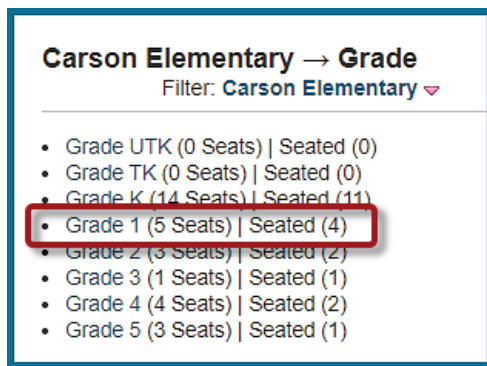 Carson Elementary → Grade
Filter: Carson Elementary
• Grade UTK (0 Seats) | Seated (0)
• Grade TK (0 Seats) | Seated (0)
• Grade K (14 Seats) | Seated (11)
• Grade 1 (5 Seats) | Seated (4)
• Grade 2 (3 Seats) | Seated (2)
• Grade 3 (1 Seats) | Seated (1)
• Grade 4 (4 Seats) | Seated (2)
• Grade 5 (3 Seats) | Seated (1)